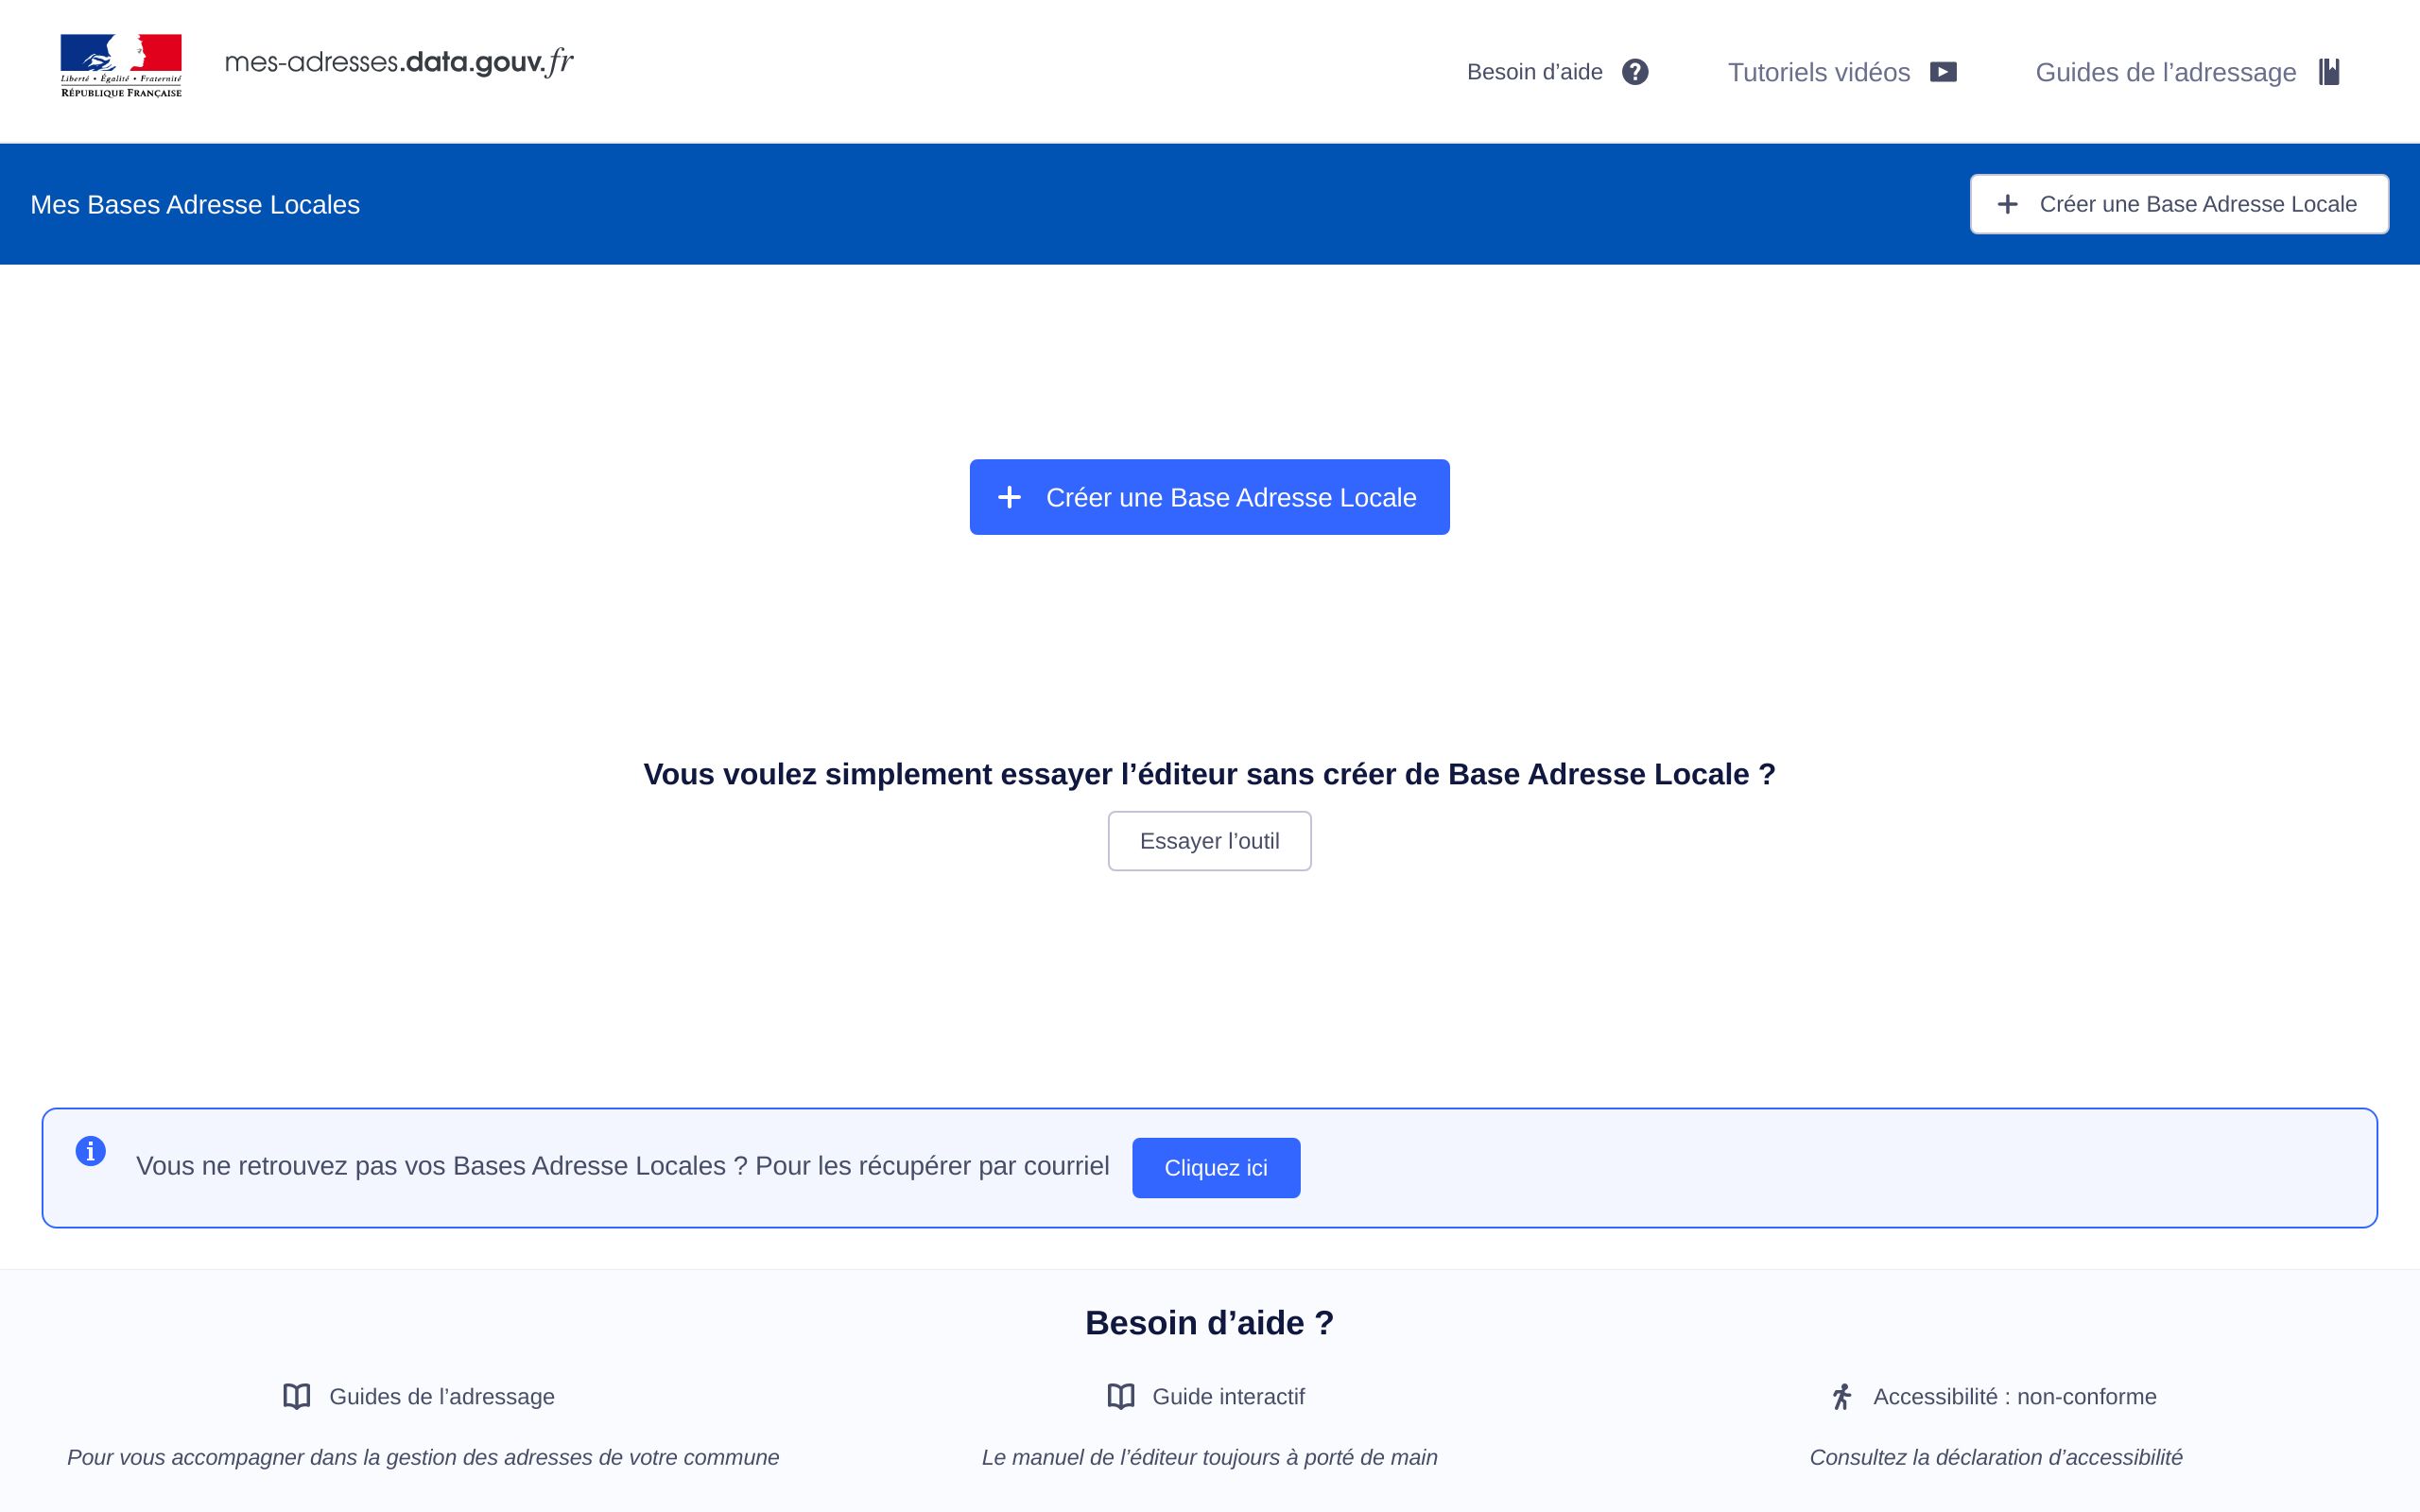 Liberté • Égalité • Fraternité
RÉPUBLIQUE FRANÇAISE
mes-adresses.data.gouv.fr
Besoin d’aide
Tutoriels vidéos
Guides de l’adressage
Mes Bases Adresse Locales
Créer une Base Adresse Locale
Créer une Base Adresse Locale
Vous voulez simplement essayer l’éditeur sans créer de Base Adresse Locale ?
Essayer l’outil
Vous ne retrouvez pas vos Bases Adresse Locales ? Pour les récupérer par courriel
Cliquez ici
Besoin d’aide ?
Guides de l’adressage
Pour vous accompagner dans la gestion des adresses de votre commune
Guide interactif
Le manuel de l’éditeur toujours à porté de main
Accessibilité : non-conforme
Consultez la déclaration d’accessibilité